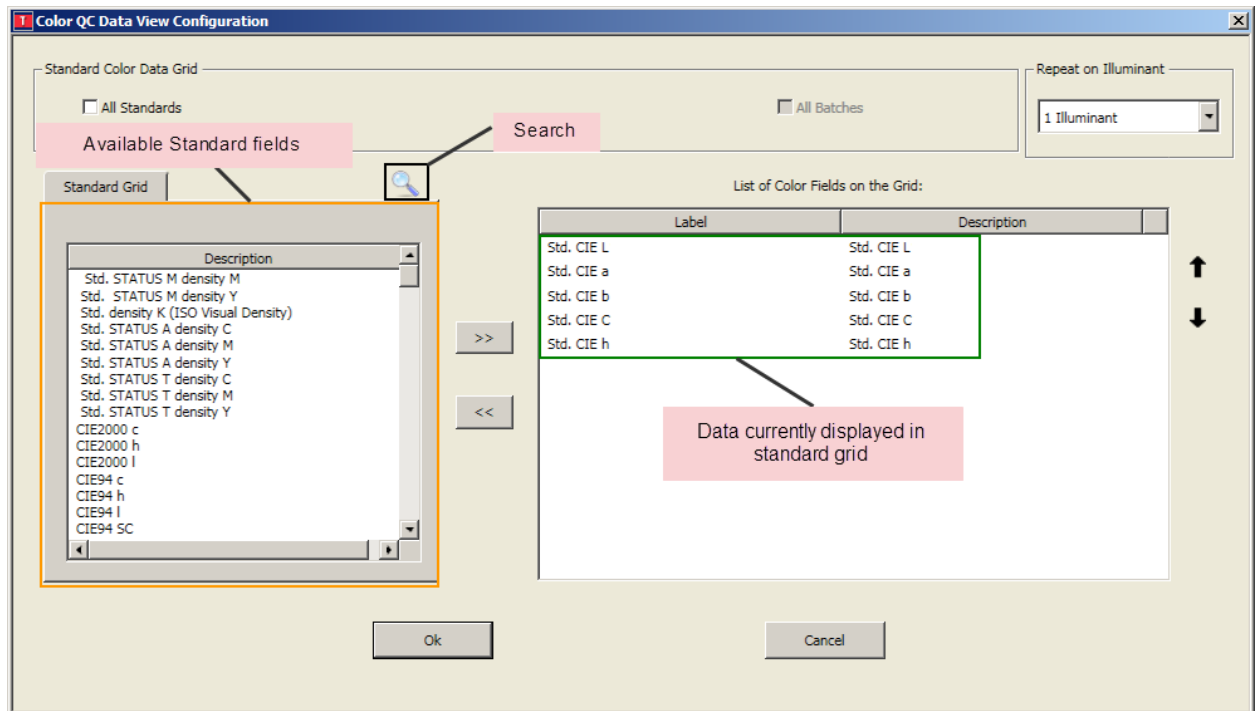 Color QC Data View Configuration
Standard Color Data Grid
Repeat on Illuminant
All Standards
All Batches
1 Illuminant
Available Standard fields
Search
Standard Grid
List of Color Fields on the Grid:
Label Description
Std. CIE L Std. CIE L
Std. CIE a Std. CIE a
Std. CIE b Std. CIE b
Std. CIE C Std. CIE C
Std. CIE h Std. CIE h
Description
Std. STATUS M density M
Std. STATUS M density Y
Std. density K (ISO Visual Density)
Std. STATUS A density C
Std. STATUS A density M
Std. STATUS A density Y
Std. STATUS T density C
Std. STATUS T density M
Std. STATUS T density Y
CIE2000 c
CIE2000 h
CIE2000 l
CIE94 c
CIE94 h
CIE94 l
CIE94 SC
>>
<<
Data currently displayed in
standard grid
Ok
Cancel